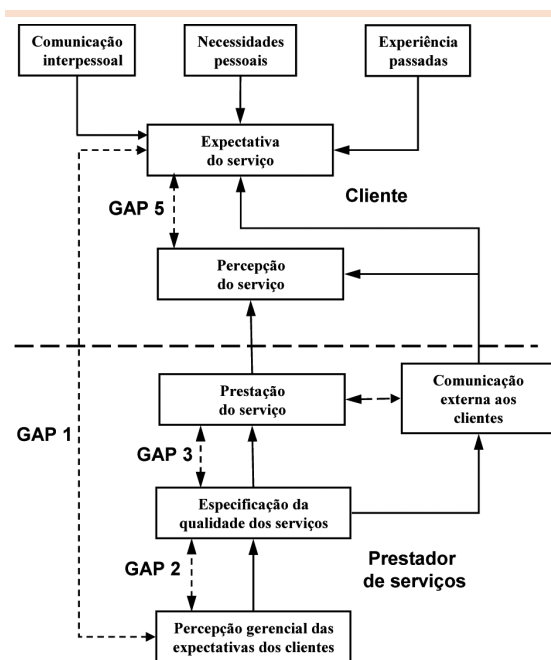 Comunicação
interpessoal
Necessidades
pessoais
Experiência
passadas
Expectativa
do serviço
GAP 5
Cliente
Percepção
do serviço
Prestação
do serviço
Comunicação
externa aos
clientes
GAP 1
GAP 3
Especificação da
qualidade dos serviços
GAP 2
Prestador
de serviços
Percepção gerencial das
expectativas dos clientes